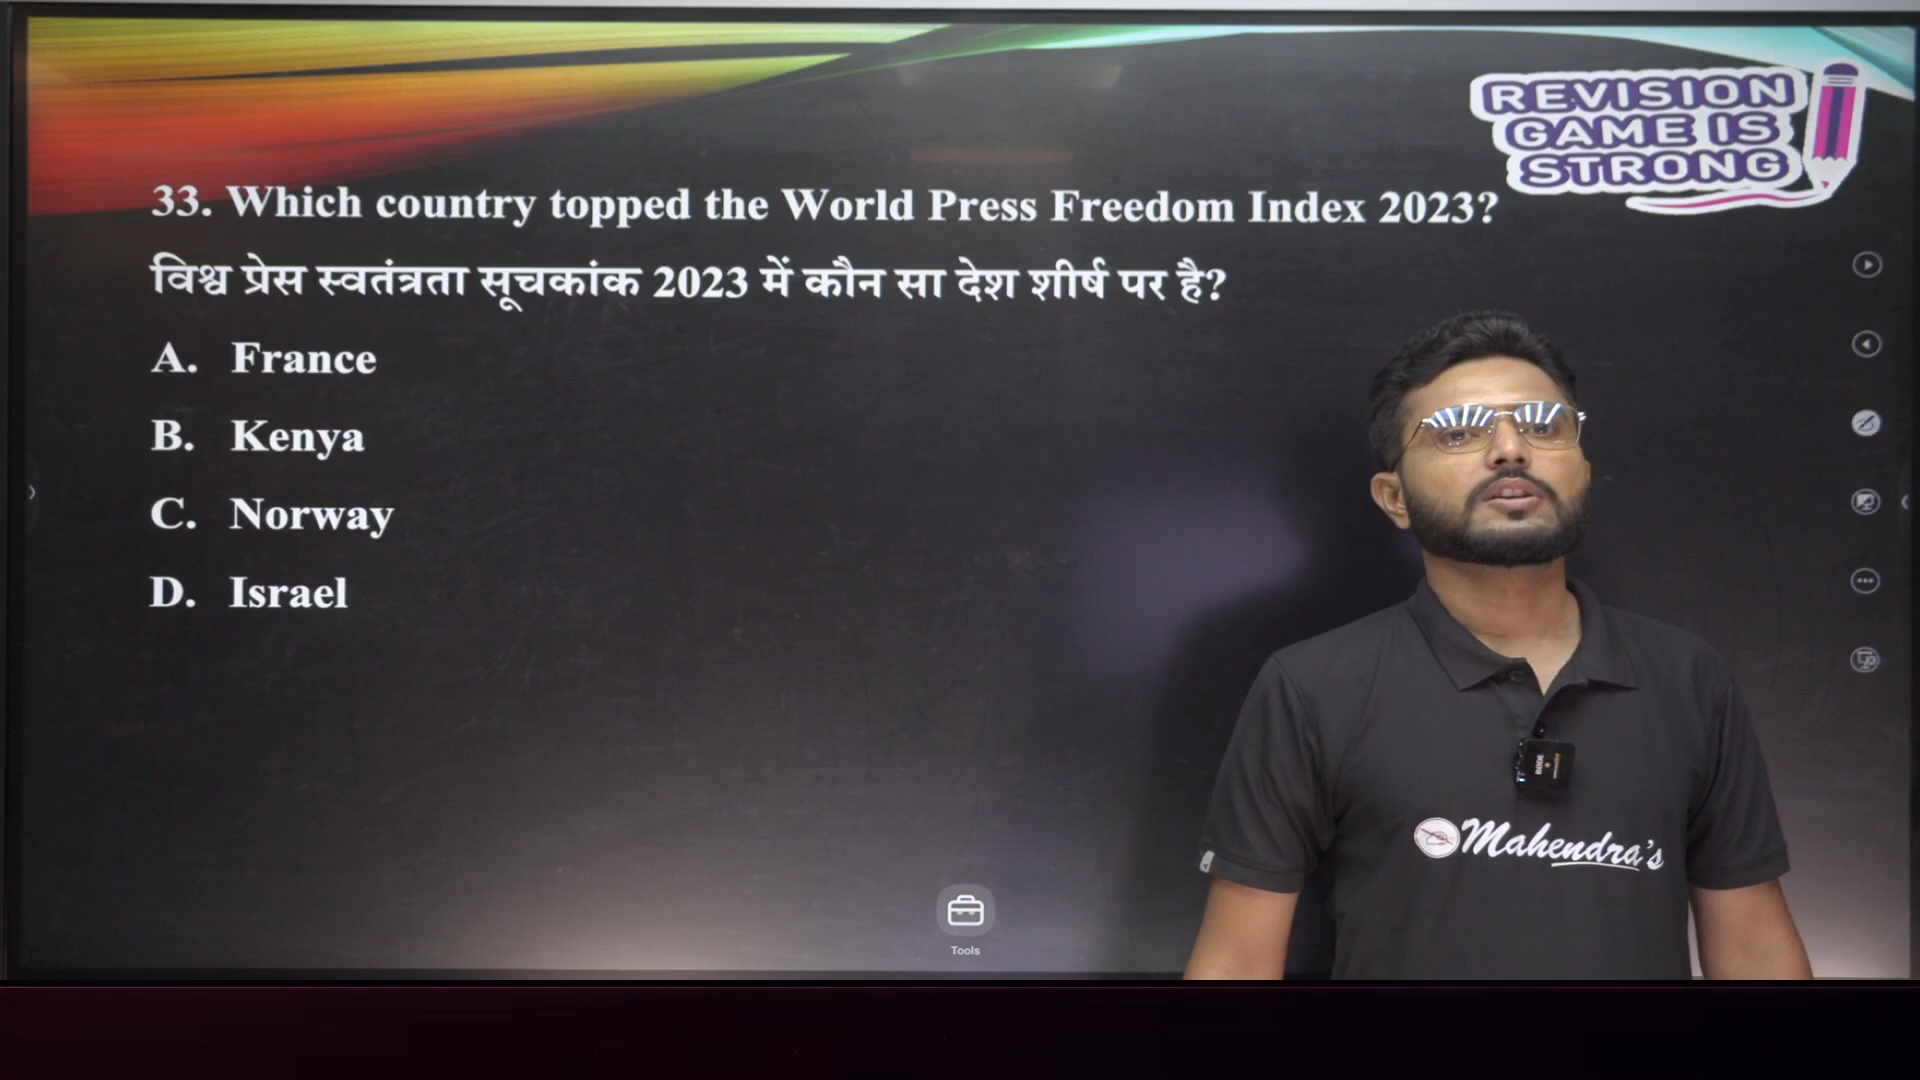 REVISION
GAME IS
STRONG
33. Which country topped the World Press Freedom Index 2023?
विश्व प्रेस स्वतंत्रता सूचकांक 2023 में कौन सा देश शीर्ष पर है?
A. France
B. Kenya
C. Norway
D. Israel
RODE
Mahendra's
Tools